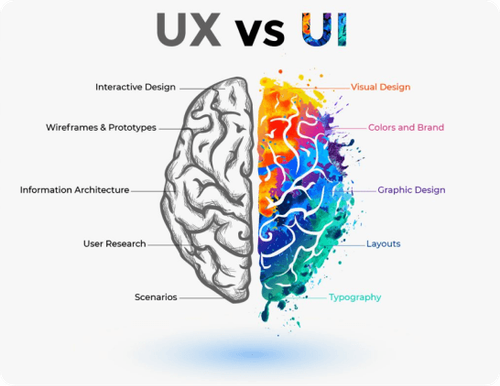 UX vs UI
Interactive Design
Visual Design
Wireframes & Prototypes
Colors and Brand
Information Architecture
Graphic Design
User Research
Layouts
Scenarios
Typography